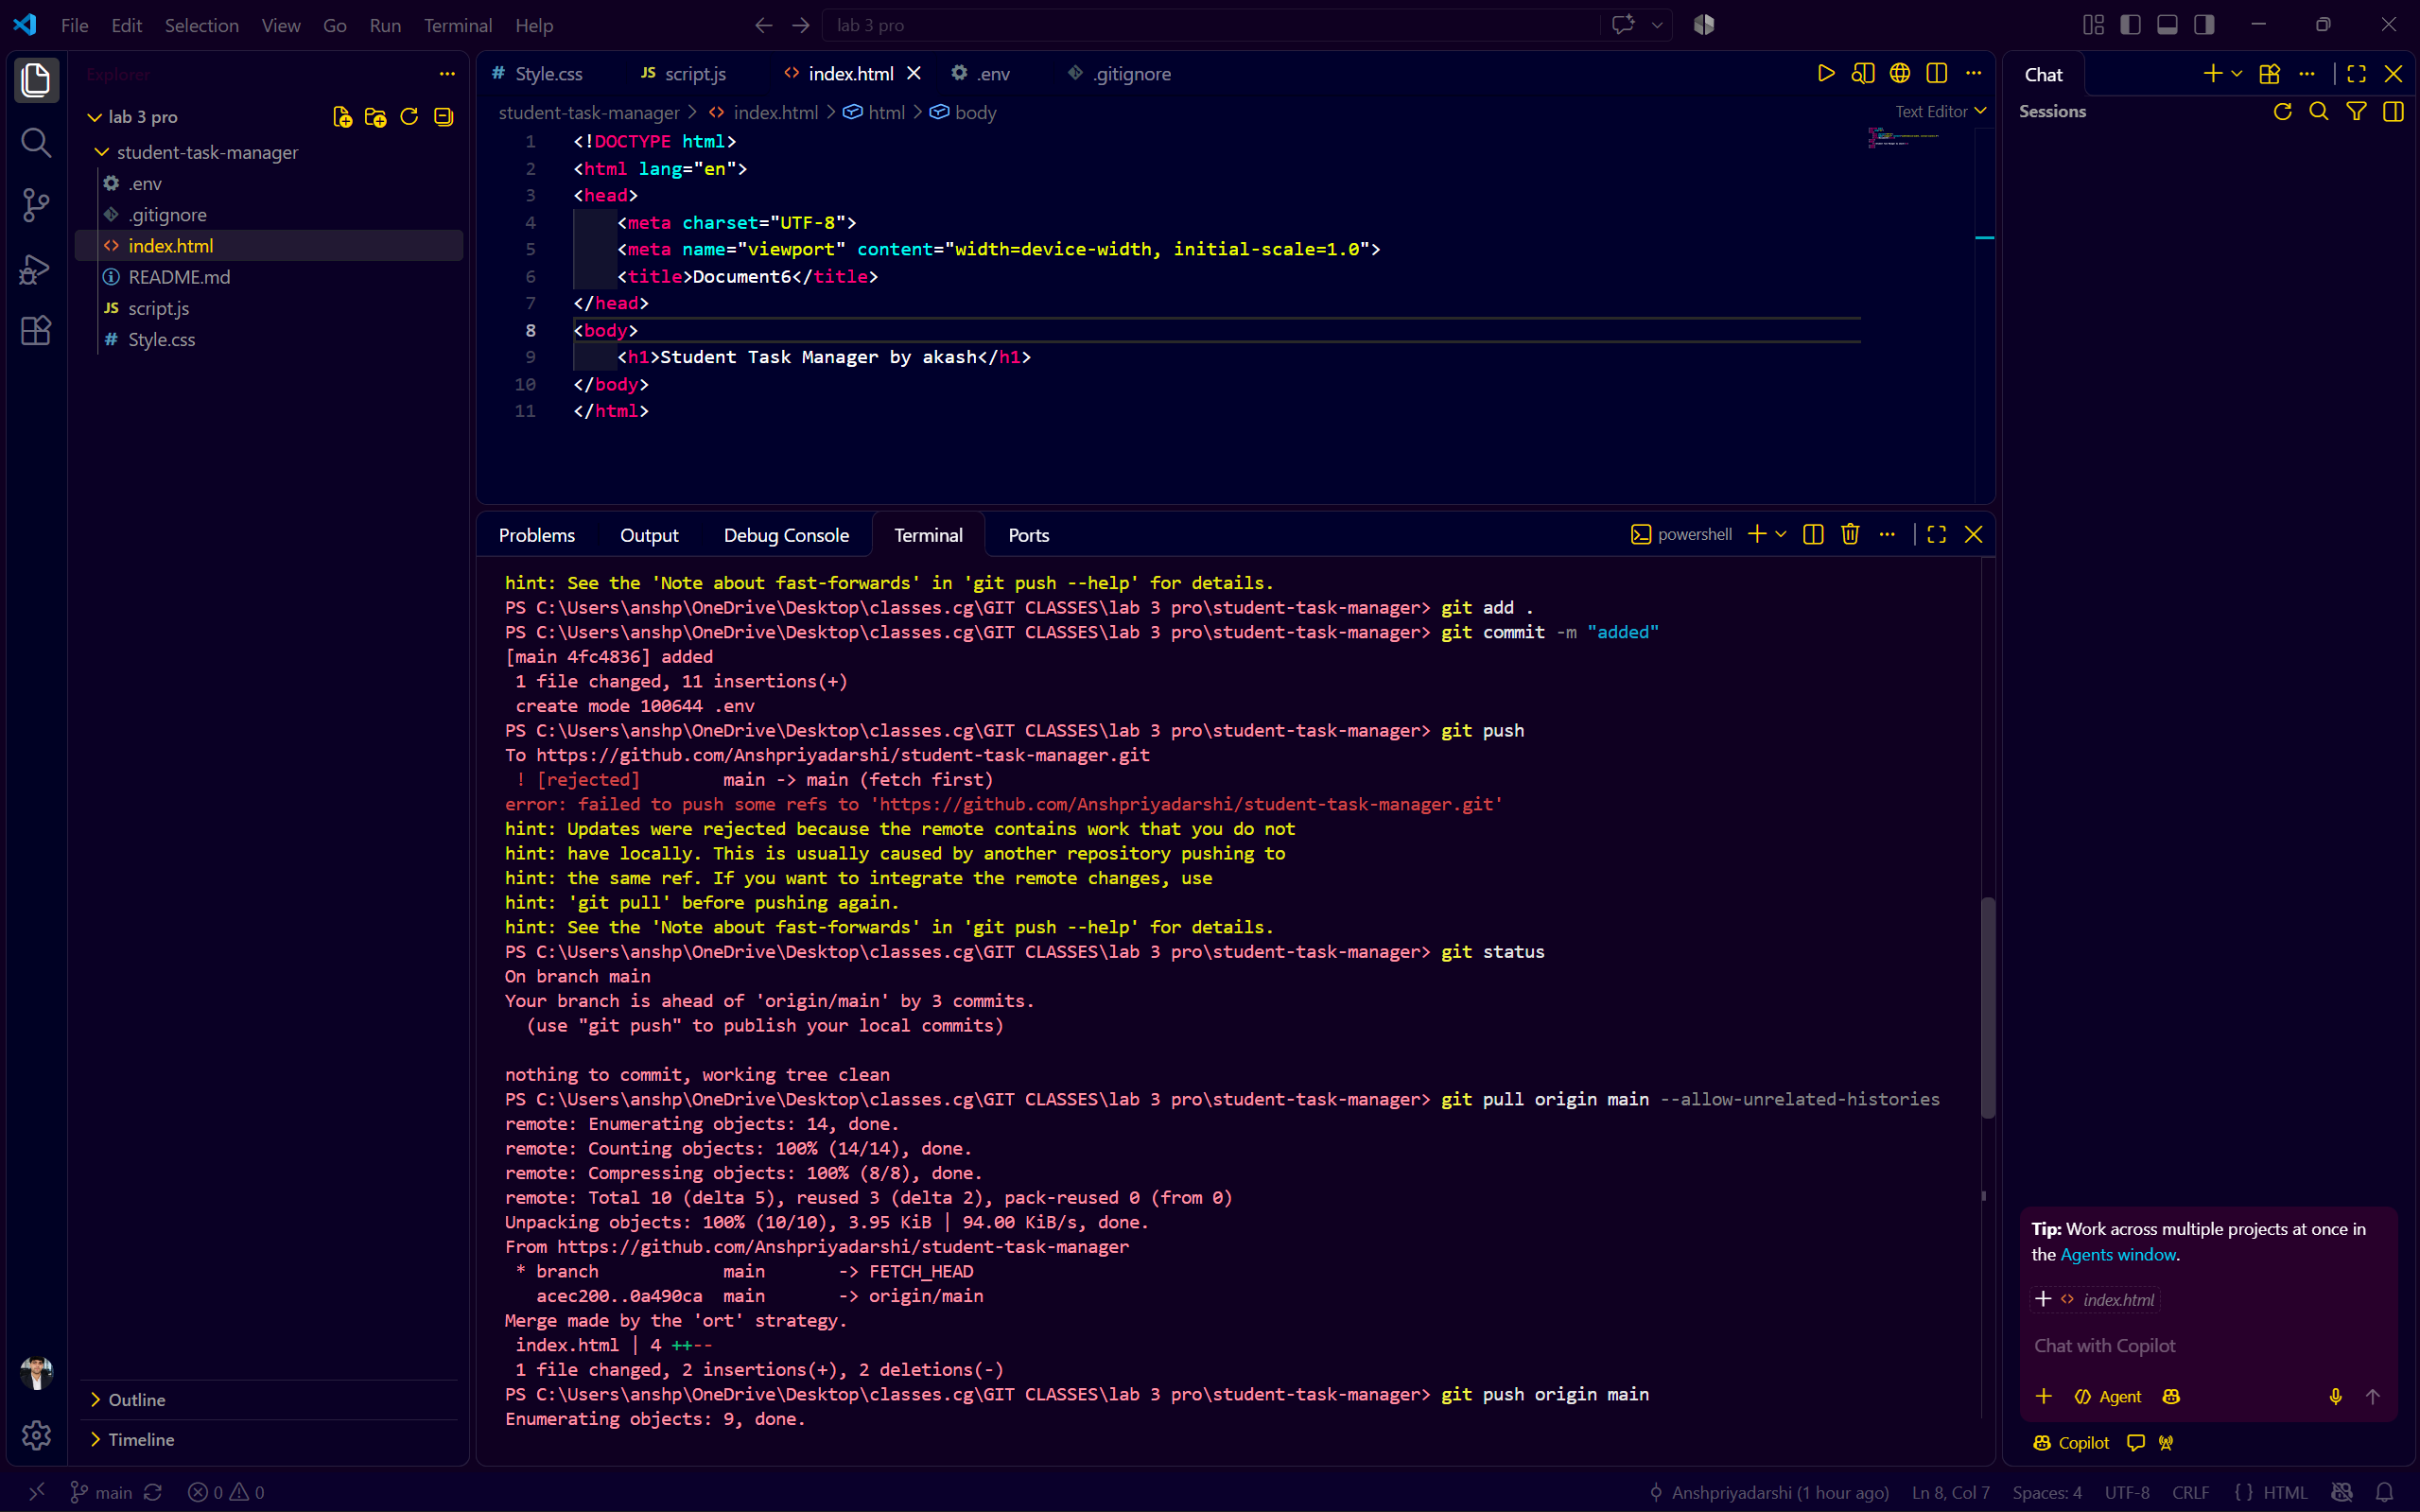 File Edit Selection View Go Run Terminal Help
lab 3 pro
Explorer
lab 3 pro
student-task-manager
.env
.gitignore
index.html
README.md
JS script.js
# Style.css
Outline
Timeline
# Style.css JS script.js <> index.html .env .gitignore
student-task-manager > <> index.html > html > body
Text Editor
1 <!DOCTYPE html>
2 <html lang="en">
3 <head>
4 <meta charset="UTF-8">
5 <meta name="viewport" content="width=device-width, initial-scale=1.0">
6 <title>Document6</title>
7 </head>
8 <body>
9 <h1>Student Task Manager by akash</h1>
10 </body>
11 </html>
Problems Output Debug Console Terminal Ports
powershell
hint: See the 'Note about fast-forwards' in 'git push --help' for details.
PS C:\Users\anshp\OneDrive\Desktop\classes.cg\GIT CLASSES\lab 3 pro\student-task-manager> git add .
PS C:\Users\anshp\OneDrive\Desktop\classes.cg\GIT CLASSES\lab 3 pro\student-task-manager> git commit -m "added"
[main 4fc4836] added
1 file changed, 11 insertions(+)
create mode 100644 .env
PS C:\Users\anshp\OneDrive\Desktop\classes.cg\GIT CLASSES\lab 3 pro\student-task-manager> git push
To https://github.com/Anshpriyadarshi/student-task-manager.git
! [rejected] main -> main (fetch first)
error: failed to push some refs to 'https://github.com/Anshpriyadarshi/student-task-manager.git'
hint: Updates were rejected because the remote contains work that you do not
hint: have locally. This is usually caused by another repository pushing to
hint: the same ref. If you want to integrate the remote changes, use
hint: 'git pull' before pushing again.
hint: See the 'Note about fast-forwards' in 'git push --help' for details.
PS C:\Users\anshp\OneDrive\Desktop\classes.cg\GIT CLASSES\lab 3 pro\student-task-manager> git status
On branch main
Your branch is ahead of 'origin/main' by 3 commits.
(use "git push" to publish your local commits)
nothing to commit, working tree clean
PS C:\Users\anshp\OneDrive\Desktop\classes.cg\GIT CLASSES\lab 3 pro\student-task-manager> git pull origin main --allow-unrelated-histories
remote: Enumerating objects: 14, done.
remote: Counting objects: 100% (14/14), done.
remote: Compressing objects: 100% (8/8), done.
remote: Total 10 (delta 5), reused 3 (delta 2), pack-reused 0 (from 0)
Unpacking objects: 100% (10/10), 3.95 KiB | 94.00 KiB/s, done.
From https://github.com/Anshpriyadarshi/student-task-manager
* branch main -> FETCH_HEAD
acec200..0a490ca main -> origin/main
Merge made by the 'ort' strategy.
index.html | 4 ++--
1 file changed, 2 insertions(+), 2 deletions(-)
PS C:\Users\anshp\OneDrive\Desktop\classes.cg\GIT CLASSES\lab 3 pro\student-task-manager> git push origin main
Enumerating objects: 9, done.
Chat
Sessions
Tip: Work across multiple projects at once in
the Agents window.
index.html
Chat with Copilot
Agent
Copilot
main 0 0
Anshpriyadarshi (1 hour ago) Ln 8, Col 7 Spaces: 4 UTF-8 CRLF {} HTML